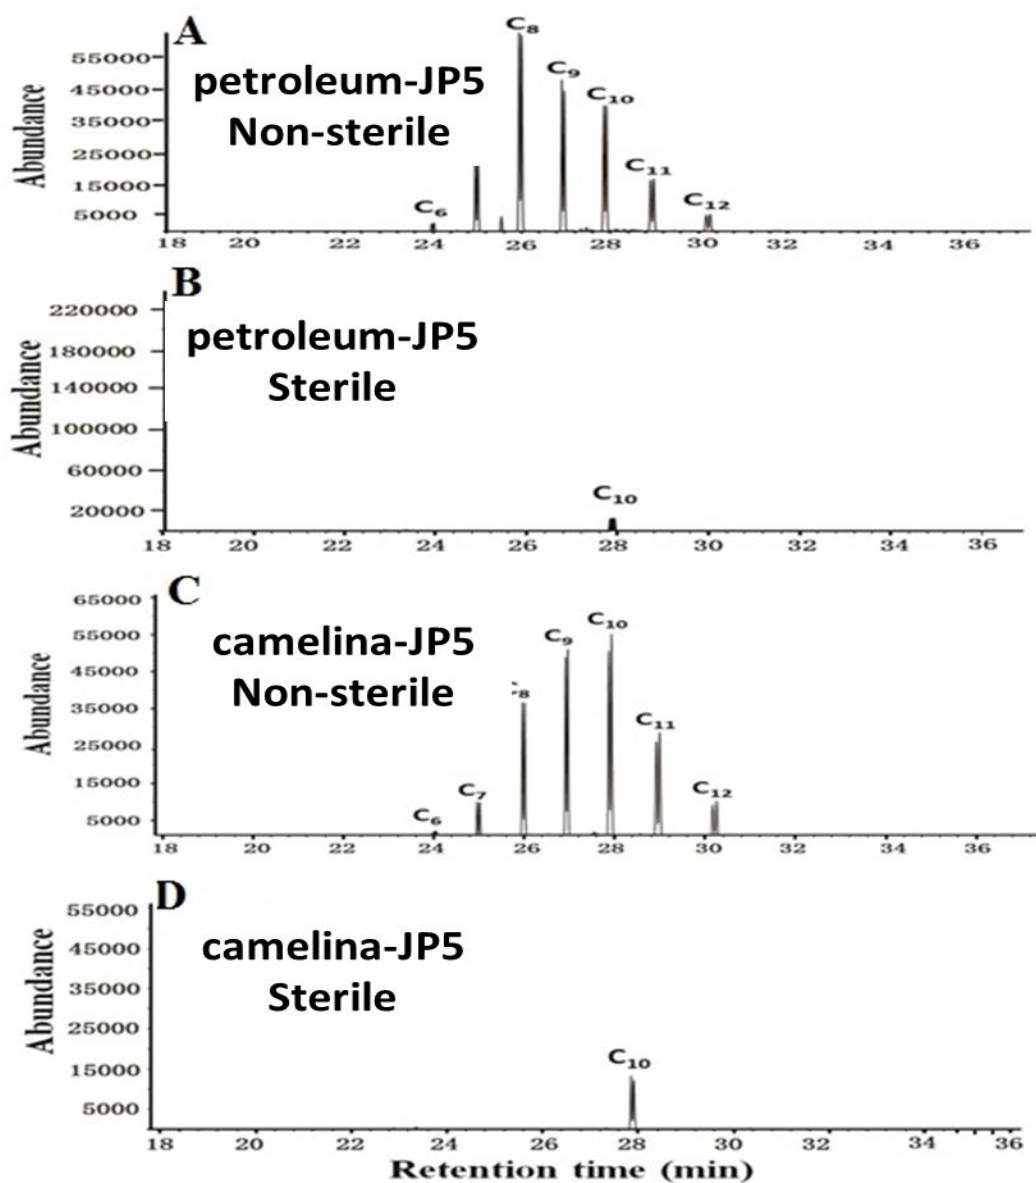 A
petroleum-JP5
Non-sterile
Abundance
55000
45000
35000
25000
15000
5000
C6
C8
C9
C10
C11
C12
18 20 22 24 26 28 30 32 34 36
B
petroleum-JP5
Sterile
Abundance
220000
180000
140000
100000
60000
20000
C10
18 20 22 24 26 28 30 32 34 36
C
camelina-JP5
Non-sterile
Abundance
65000
55000
45000
35000
25000
15000
5000
C6
C7
8
C9
C10
C11
C12
18 20 22 24 26 28 30 32 34 36
D
camelina-JP5
Sterile
Abundance
55000
45000
35000
25000
15000
5000
C10
18 20 22 24 26 28 30 32 34 36
Retention time (min)